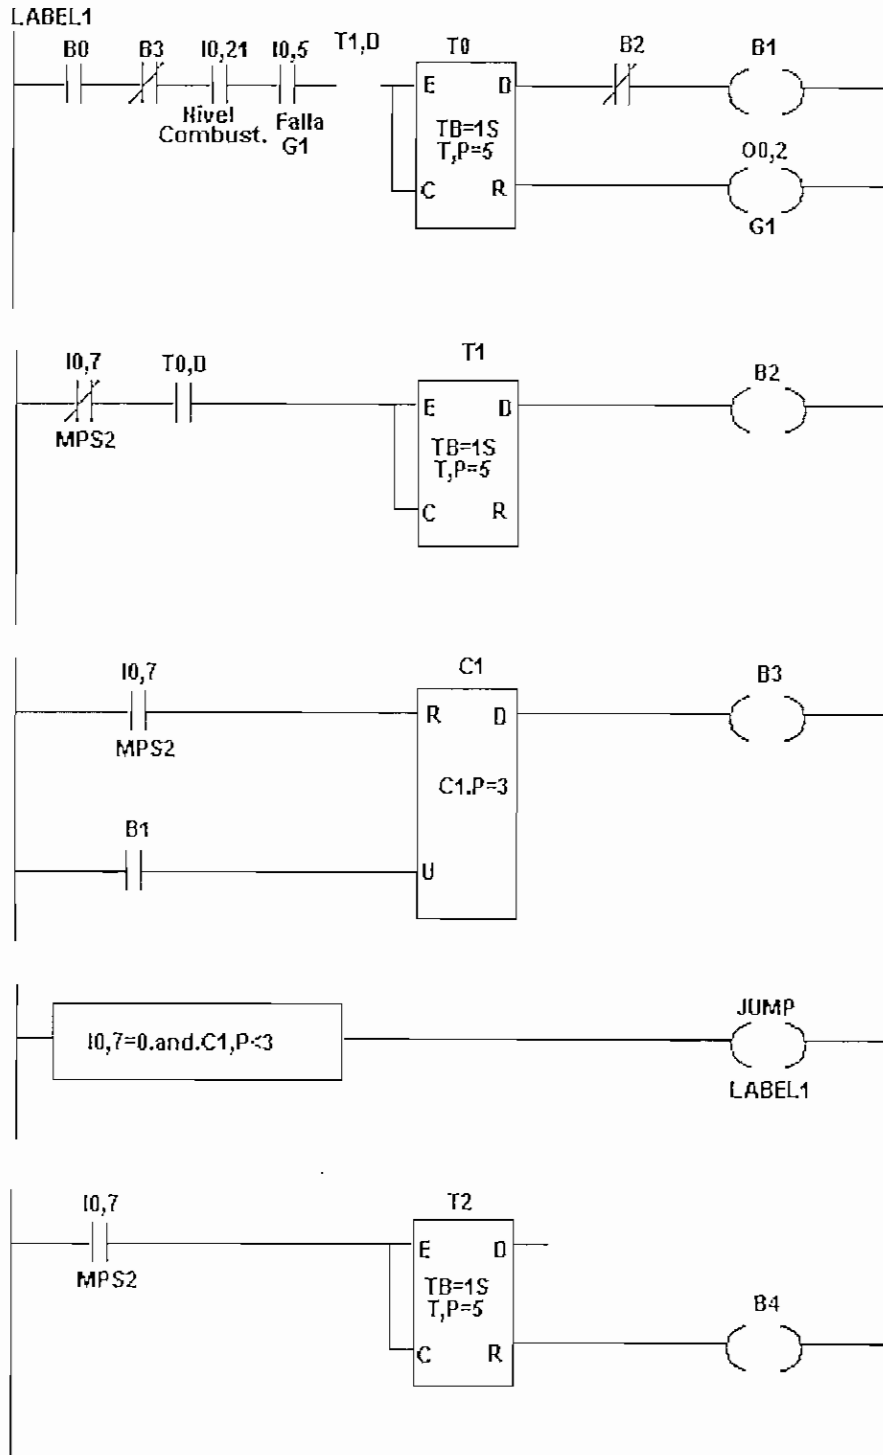 LABEL1
B0 B3 I0,21 I0,5 T1,D T0 B2 B1
E D
Nivel Combust. Falla G1 TB=1S
T,P=5
O0,2
C R
G1
I0,7 T0,D T1 B2
E D
MPS2 TB=1S
T,P=5
C R
I0,7 C1 B3
R D
MPS2
C1.P=3
B1
U
I0,7=0.and.C1,P<3 JUMP
LABEL1
I0,7 T2
E D
MPS2 TB=1S
T,P=5 B4
C R